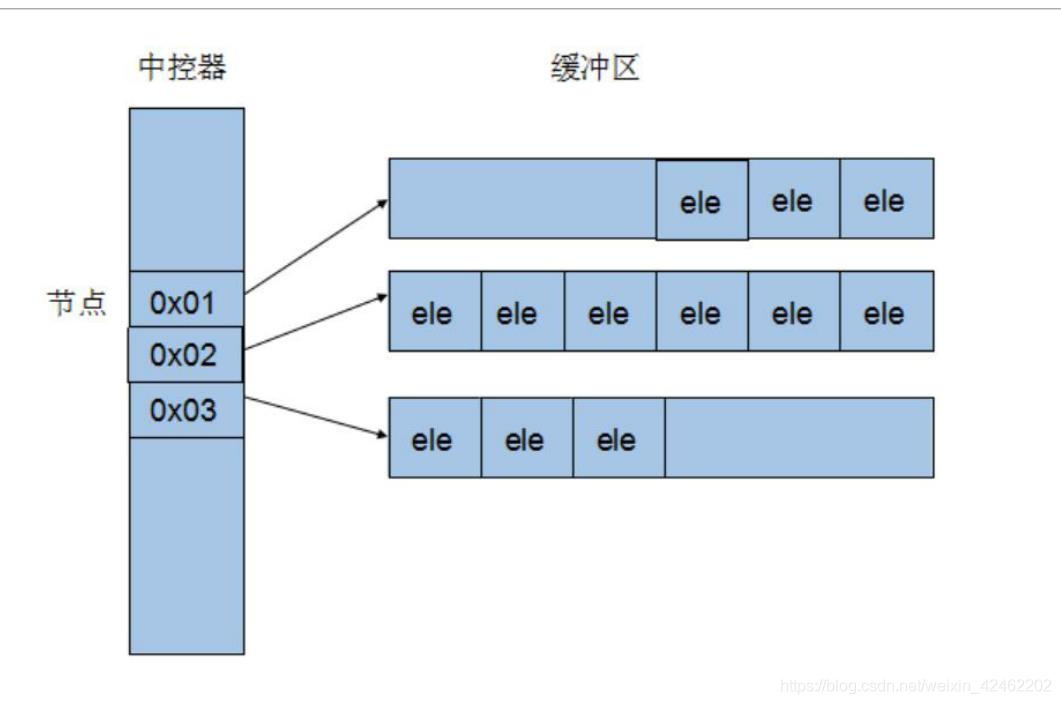 中控器
缓冲区
ele ele ele
节点 0x01
ele ele ele ele ele ele
0x02
0x03
ele ele ele
https://blog.csdn.net/weixin_42462202